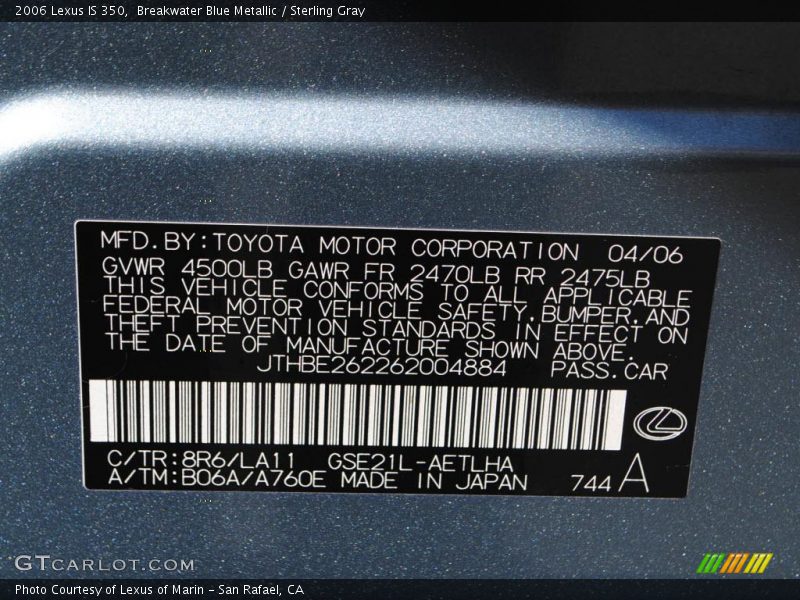 2006 Lexus IS 350, Breakwater Blue Metallic / Sterling Gray
MFD.BY:TOYOTA MOTOR CORPORATION 04/06
GVWR 4500LB GAWR FR 2470LB RR 2475LB
THIS VEHICLE CONFORMS TO ALL APPLICABLE
FEDERAL MOTOR VEHICLE SAFETY,BUMPER,AND
THEFT PREVENTION STANDARDS IN EFFECT ON
THE DATE OF MANUFACTURE SHOWN ABOVE.
JTHBE262262004884 PASS.CAR
C/TR:8R6/LA11 GSE21L-AETLHA
A/TM:B06A/A760E MADE IN JAPAN 744 A
GTCARLOT.COM
Photo Courtesy of Lexus of Marin - San Rafael, CA